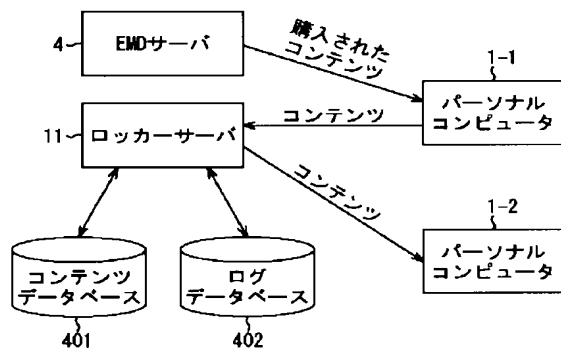 4
EMDサーバ
購入された
コンテンツ
1-1
パーソナル
コンピュータ
コンテンツ
11
ロッカーサーバ
コンテンツ
1-2
パーソナル
コンピュータ
コンテンツ
データベース
ログ
データベース
401
402